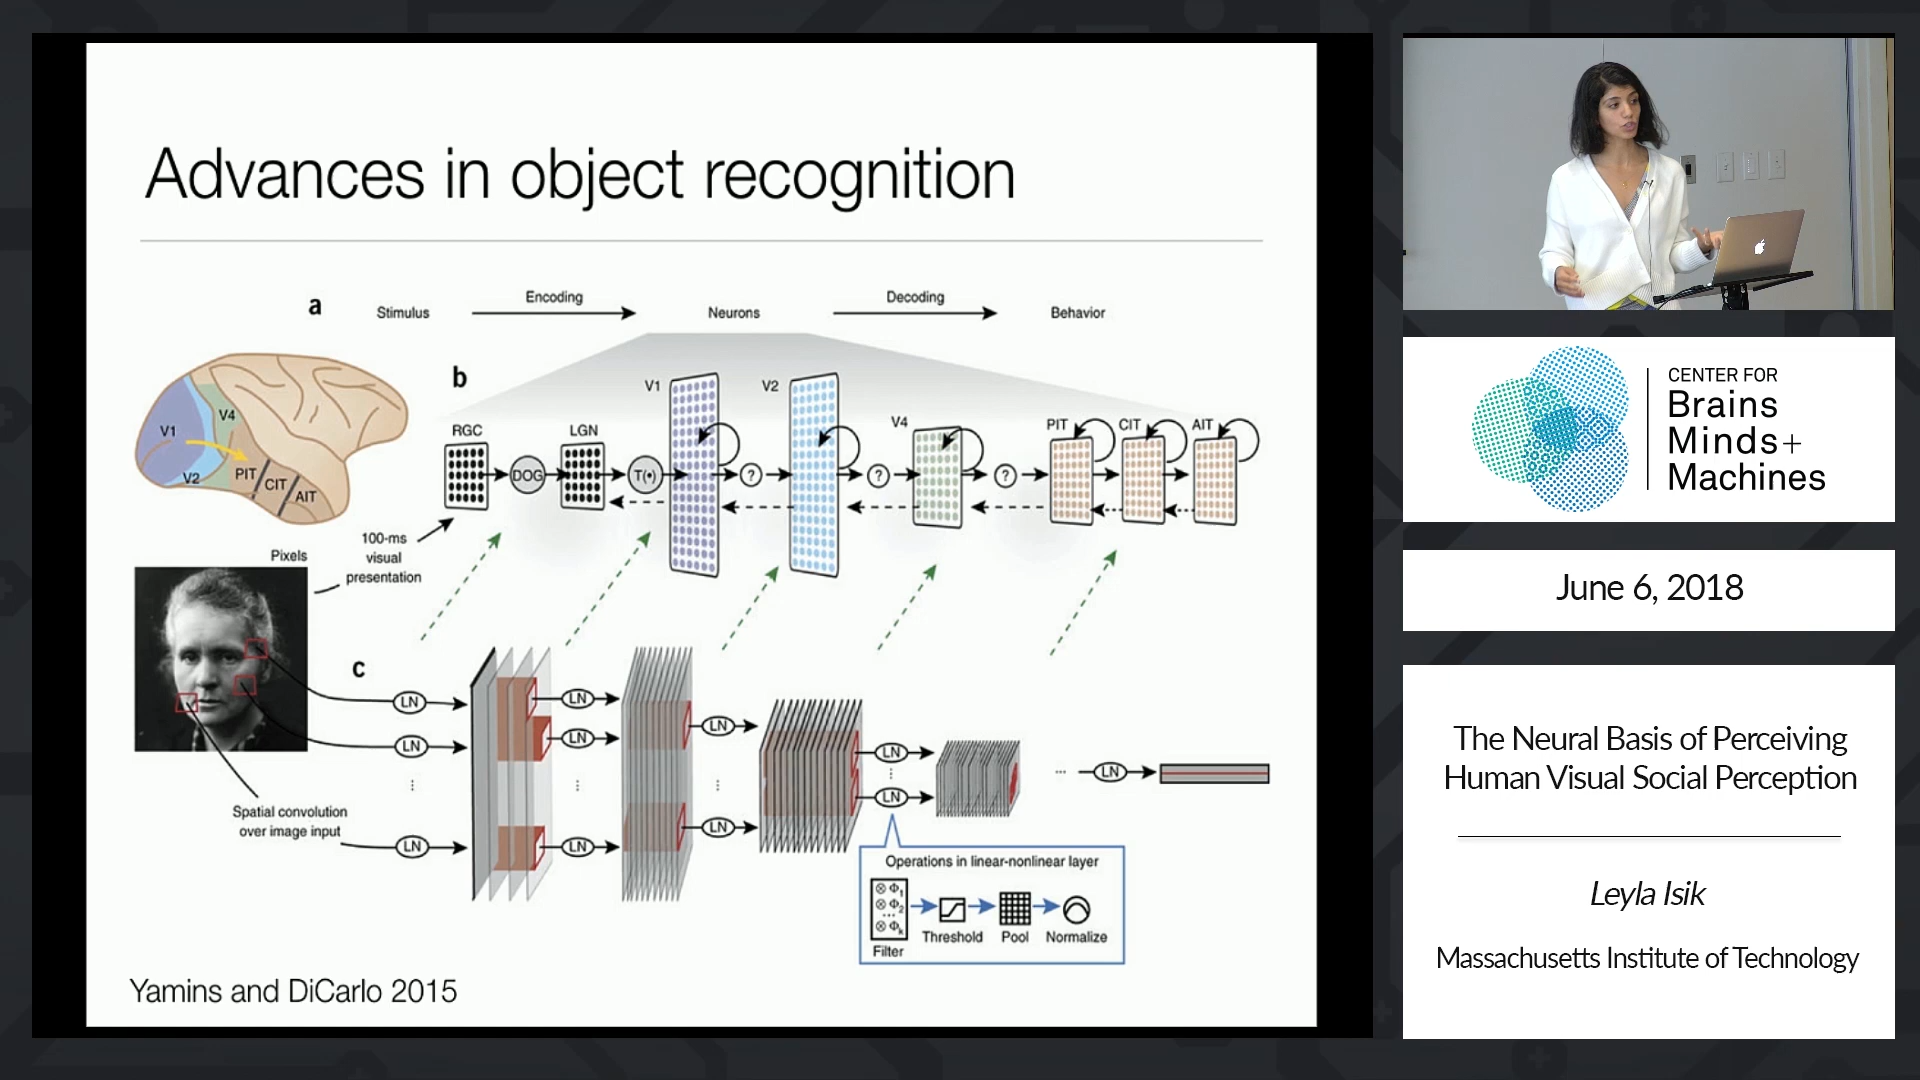 Advances in object recognition
a
Stimulus
Encoding
Neurons
Decoding
Behavior
b
V1
V2
V4
PIT
CIT
AIT
RGC
DOG
LGN
T(•)
V1
?
V2
?
V4
?
PIT
CIT
AIT
100-ms
visual
presentation
Pixels
c
LN
LN
LN
LN
LN
LN
LN
LN
LN
LN
LN
Spatial convolution
over image input
Operations in linear-nonlinear layer
⊗ Φ1
⊗ Φ2
...
⊗ Φk
Filter
Threshold
Pool
Normalize
Yamins and DiCarlo 2015
CENTER FOR
Brains
Minds+
Machines
June 6, 2018
The Neural Basis of Perceiving
Human Visual Social Perception
Leyla Isik
Massachusetts Institute of Technology